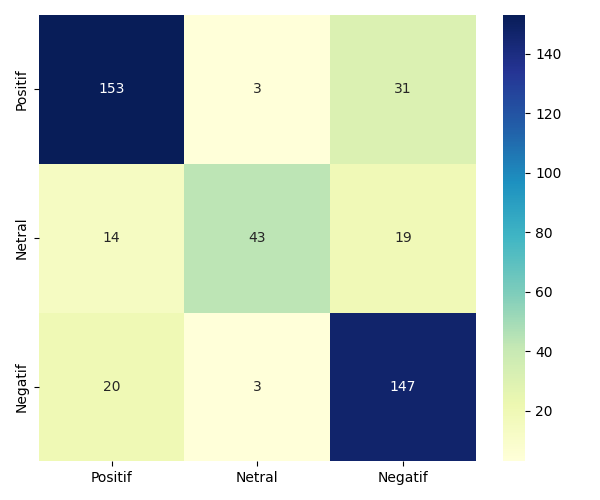 Positif 153 3 31
Netral 14 43 19
Negatif 20 3 147
Positif Netral Negatif
140
120
100
80
60
40
20